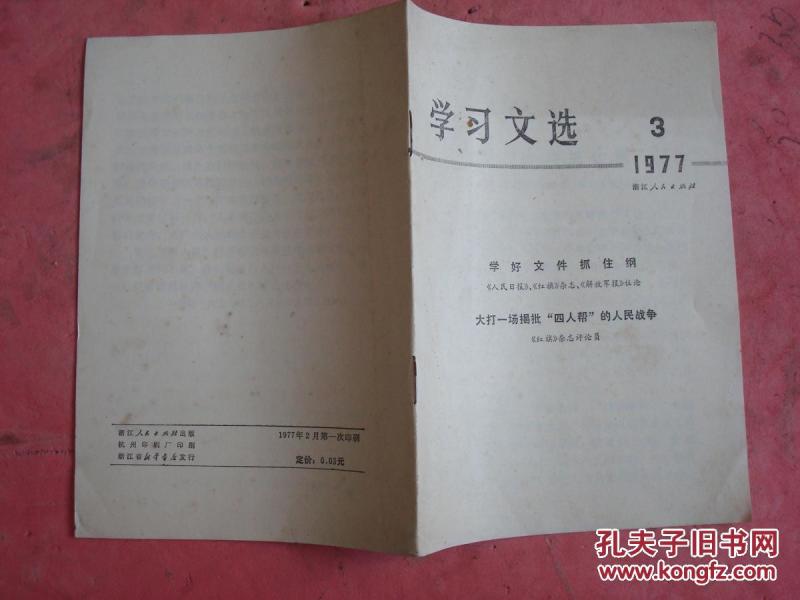 学习文选
3
1977
浙江人民出版社
学好文件抓住纲
《人民日报》、《红旗》杂志、《解放军报》社论
大打一场揭批“四人帮”的人民战争
《红旗》杂志评论员
浙江人民出版社出版
杭州印刷厂印刷
浙江省新华书店发行
1977年2月第一次印刷
定价：0.03元
孔夫子旧书网
www.kongfz.com